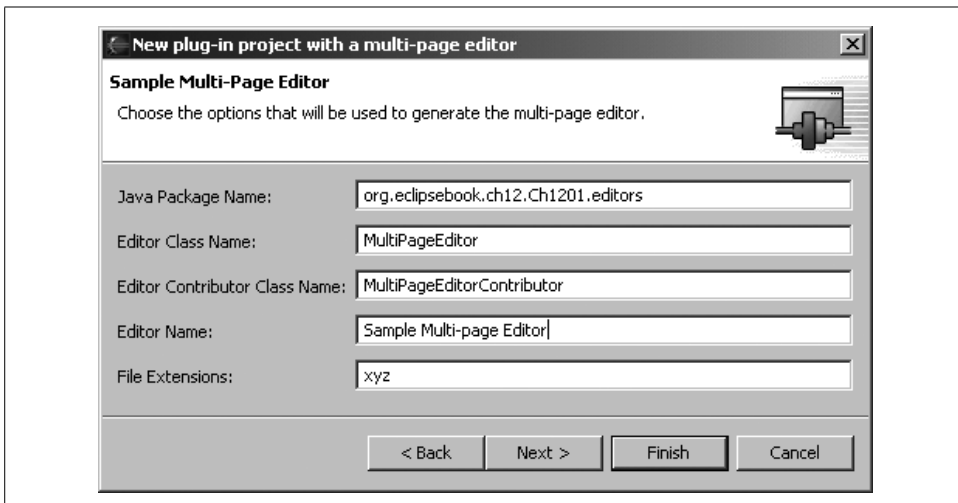 New plug-in project with a multi-page editor
Sample Multi-Page Editor
Choose the options that will be used to generate the multi-page editor.
Java Package Name: org.eclipsebook.ch12.Ch1201.editors
Editor Class Name: MultiPageEditor
Editor Contributor Class Name: MultiPageEditorContributor
Editor Name: Sample Multi-page Editor
File Extensions: xyz
< Back Next > Finish Cancel